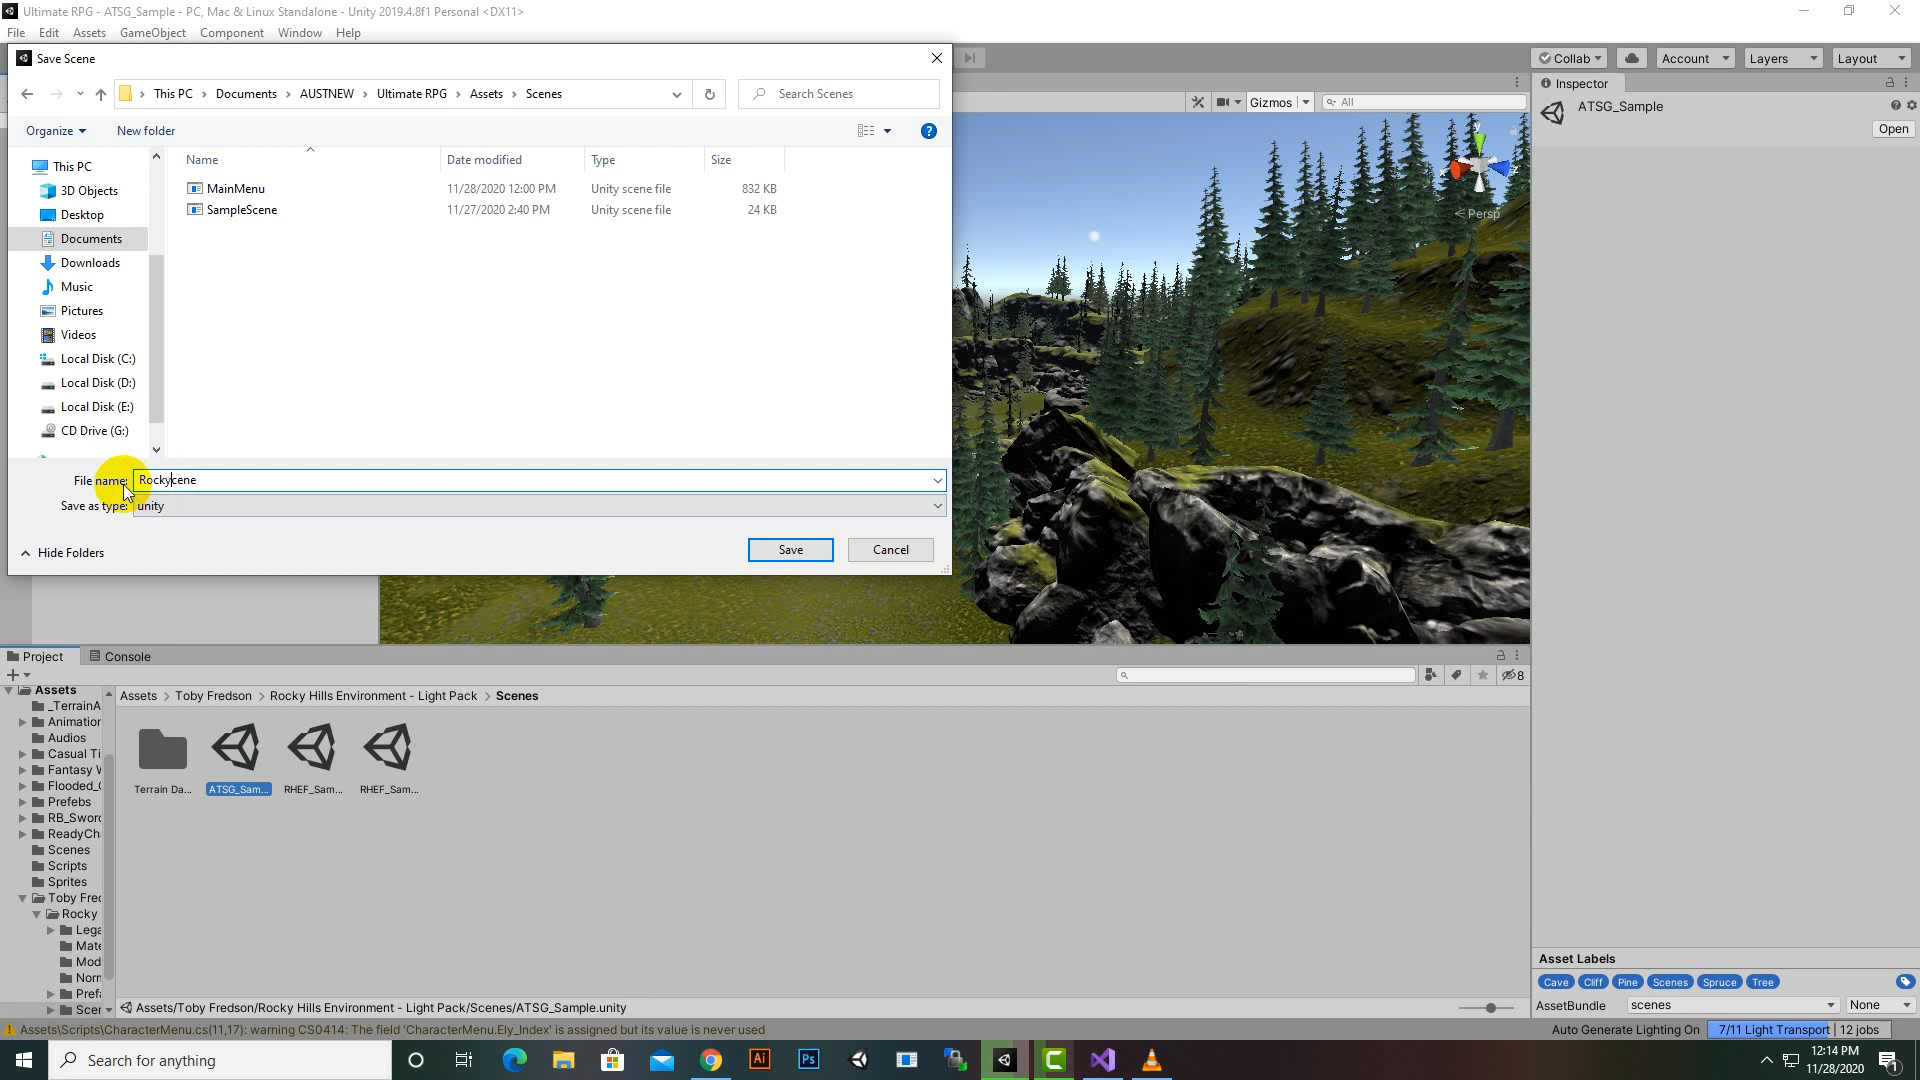 Ultimate RPG - ATSG_Sample - PC, Mac & Linux Standalone - Unity 2019.4.8f1 Personal <DX11>
File Edit Assets GameObject Component Window Help
Save Scene
Collab Account Layers Layout
This PC > Documents > AUSTNEW > Ultimate RPG > Assets > Scenes
Search Scenes
Gizmos All
Inspector
ATSG_Sample
Open
Organize New folder
Name Date modified Type Size
MainMenu 11/28/2020 12:00 PM Unity scene file 832 KB
SampleScene 11/27/2020 2:40 PM Unity scene file 24 KB
This PC
3D Objects
Desktop
Documents
Downloads
Music
Pictures
Videos
Local Disk (C:)
Local Disk (D:)
Local Disk (E:)
CD Drive (G:)
y
x
z
< Persp
File name: Rockycene
Save as type: unity
Hide Folders
Save Cancel
Project Console
8
Assets
_TerrainA
Animation
Audios
Casual Ti
Fantasy W
Flooded_
Prefebs
RB_Sword
ReadyCh
Scenes
Scripts
Sprites
Toby Fred
Rocky
Lega
Mate
Mod
Norn
Prefa
Scen
Assets > Toby Fredson > Rocky Hills Environment - Light Pack > Scenes
Terrain Da... ATSG_Sam... RHEF_Sam... RHEF_Sam...
Assets/Toby Fredson/Rocky Hills Environment - Light Pack/Scenes/ATSG_Sample.unity
Asset Labels
Cave Cliff Pine Scenes Spruce Tree
AssetBundle scenes None
Assets\Scripts\CharacterMenu.cs(11,17): warning CS0414: The field 'CharacterMenu.Ely_Index' is assigned but its value is never used
Auto Generate Lighting On 7/11 Light Transport | 12 jobs
Search for anything
Ai
Ps
12:14 PM
11/28/2020
1